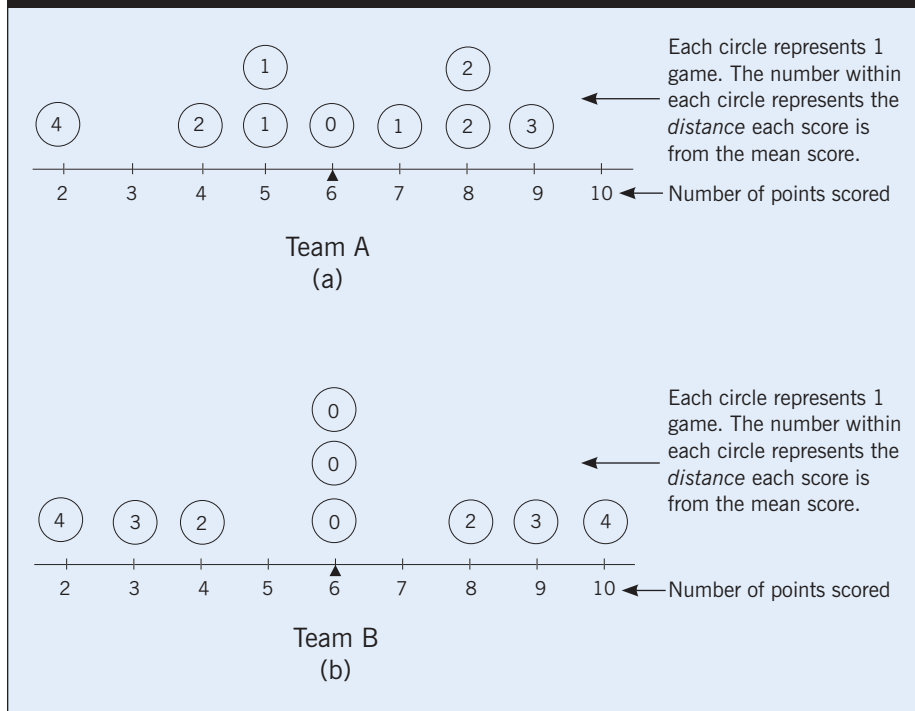 1 2
4 2 1 0 1 2 3
Each circle represents 1
game. The number within
each circle represents the
distance each score is
from the mean score.
2 3 4 5 6 7 8 9 10
Number of points scored
Team A
(a)
0
0
4 3 2 0 2 3 4
Each circle represents 1
game. The number within
each circle represents the
distance each score is
from the mean score.
2 3 4 5 6 7 8 9 10
Number of points scored
Team B
(b)